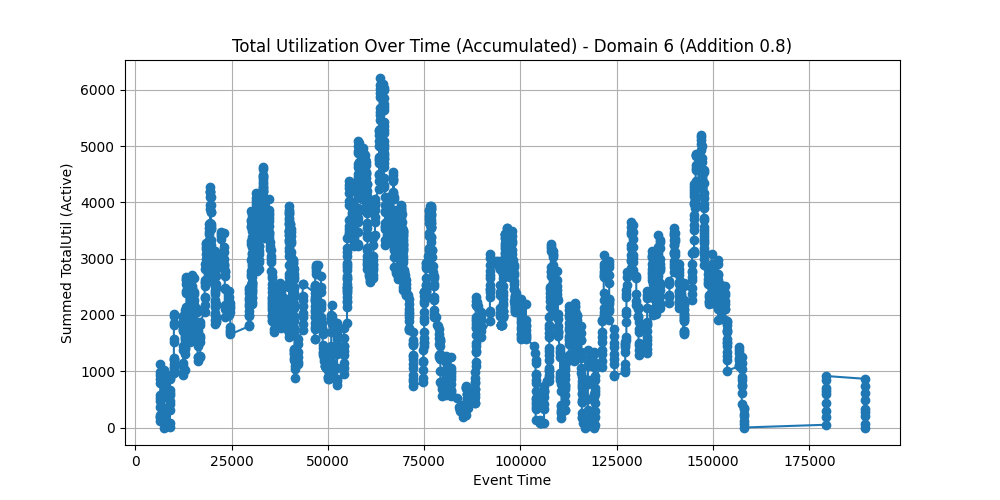 Total Utilization Over Time (Accumulated) - Domain 6 (Addition 0.8)
Summed TotalUtil (Active)
6000
5000
4000
3000
2000
1000
0
0 25000 50000 75000 100000 125000 150000 175000
Event Time